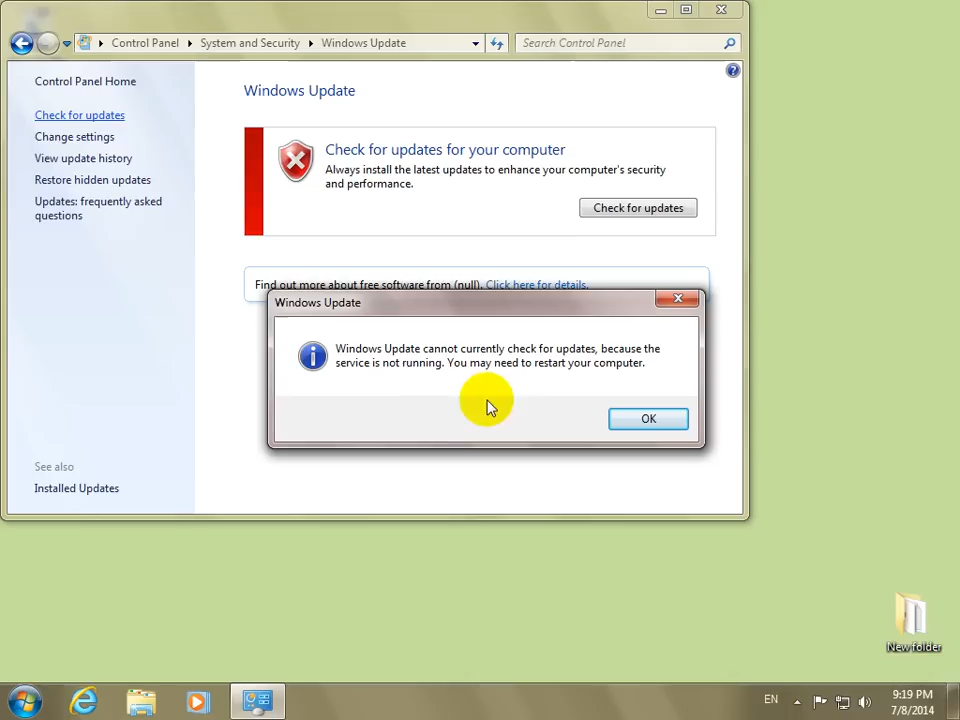 Control Panel
System and Security
Windows Update
Search Control Panel
Control Panel Home
Check for updates
Change settings
View update history
Restore hidden updates
Updates: frequently asked
questions
See also
Installed Updates
Windows Update
Check for updates for your computer
Always install the latest updates to enhance your computer's security
and performance.
Check for updates
Find out more about free software from (null). Click here for details.
Windows Update
Windows Update cannot currently check for updates, because the
service is not running. You may need to restart your computer.
OK
New folder
EN
9:19 PM
7/8/2014